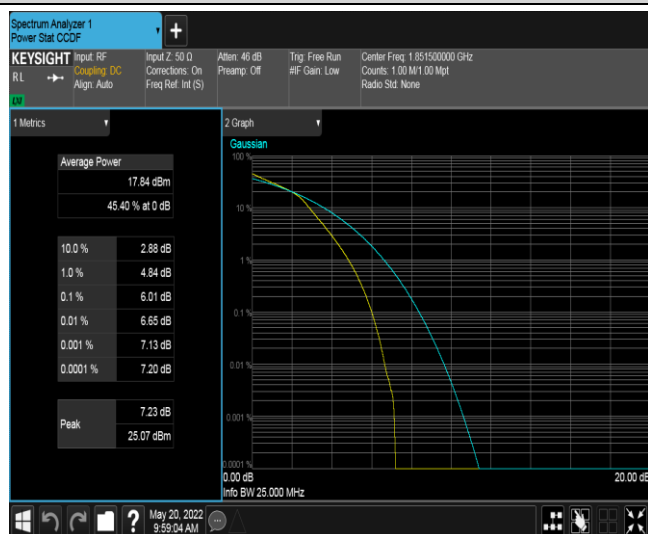 Spectrum Analyzer 1
Power Stat CCDF
KEYSIGHT
RL
LXI
Input: RF
Coupling: DC
Align: Auto
Input Z: 50 Ω
Corrections: On
Freq Ref: Int (S)
Atten: 46 dB
Preamp: Off
Trig: Free Run
#IF Gain: Low
Center Freq: 1.851500000 GHz
Counts: 1.00 M/1.00 Mpt
Radio Std: None
1 Metrics
Average Power
17.84 dBm
45.40 % at 0 dB
10.0 % 2.88 dB
1.0 % 4.84 dB
0.1 % 6.01 dB
0.01 % 6.65 dB
0.001 % 7.13 dB
0.0001 % 7.20 dB
Peak
7.23 dB
25.07 dBm
2 Graph
Gaussian
100 %
10 %
1 %
0.1 %
0.01 %
0.001 %
0.0001 %
0.00 dB
20.00 dB
Info BW 25.000 MHz
May 20, 2022
9:59:04 AM